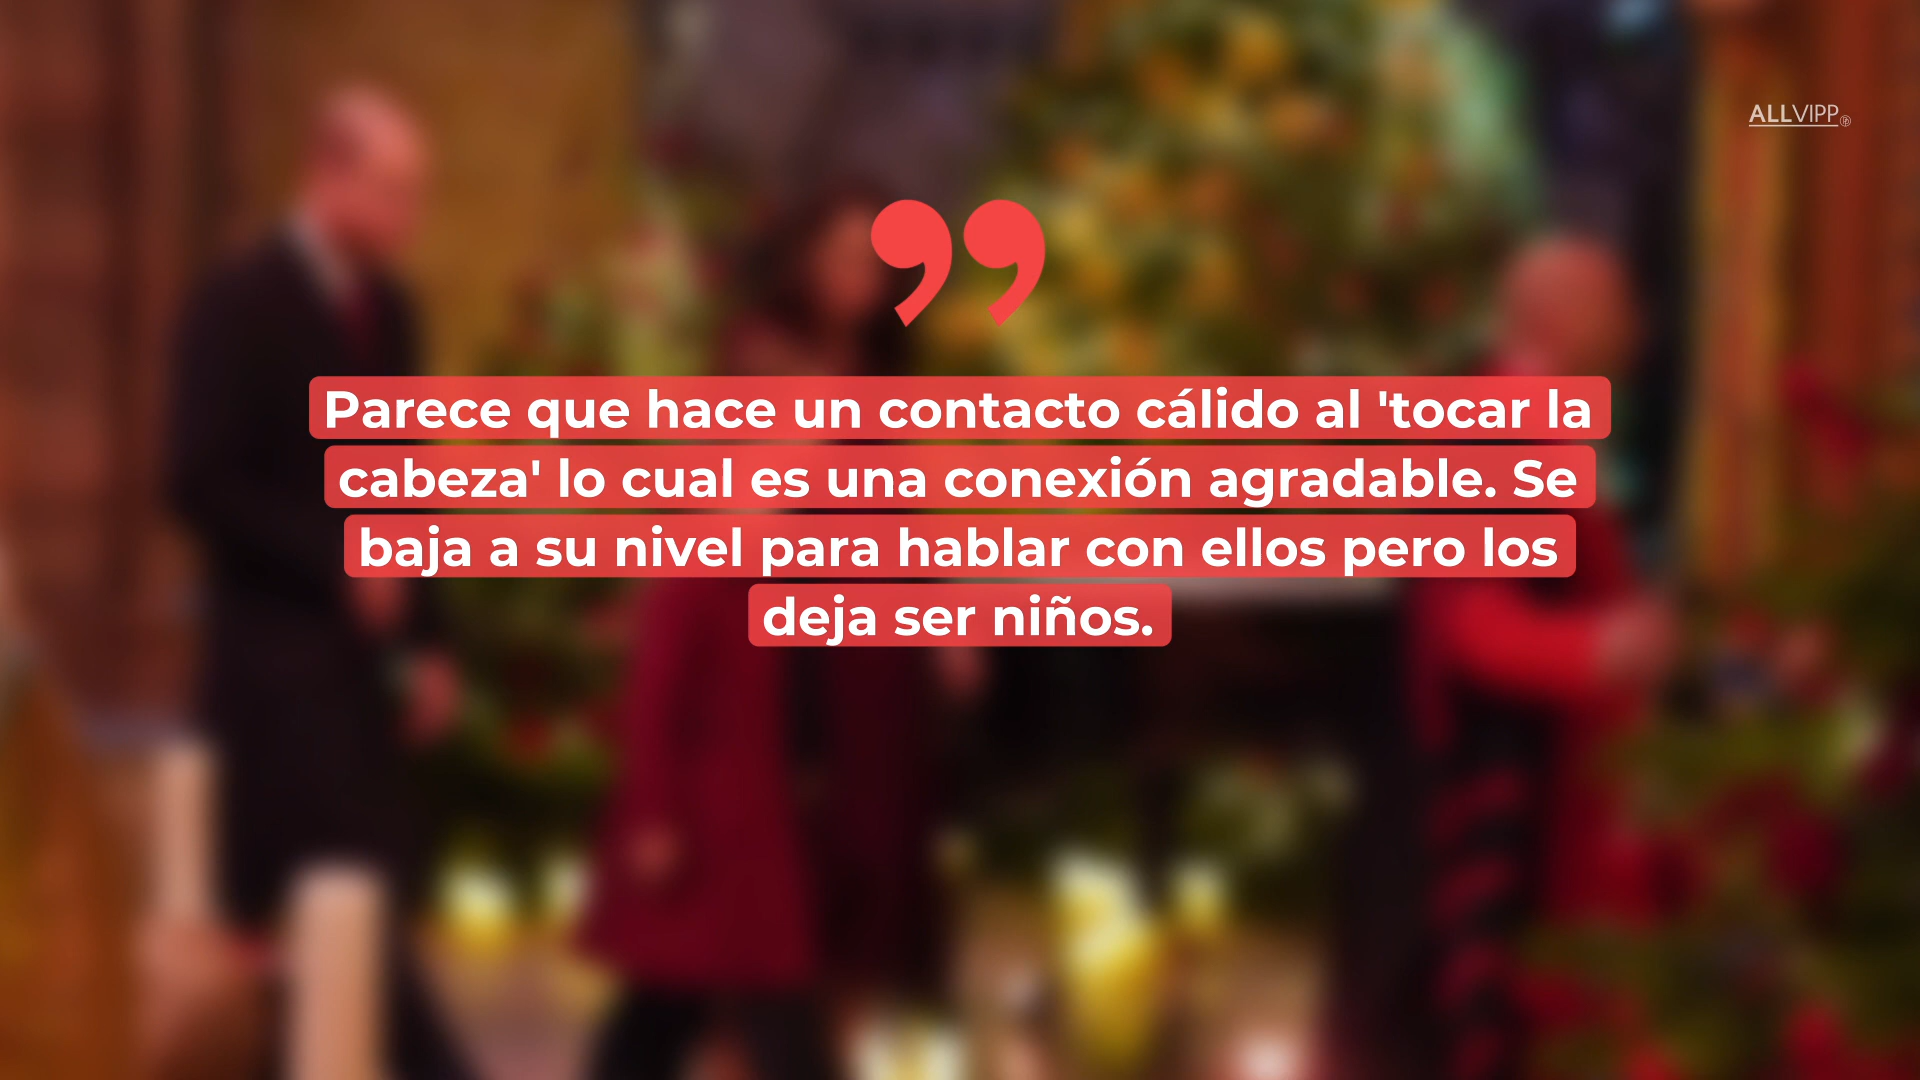 ALLVIPP
Parece que hace un contacto cálido al 'tocar la
cabeza' lo cual es una conexión agradable. Se
baja a su nivel para hablar con ellos pero los
deja ser niños.